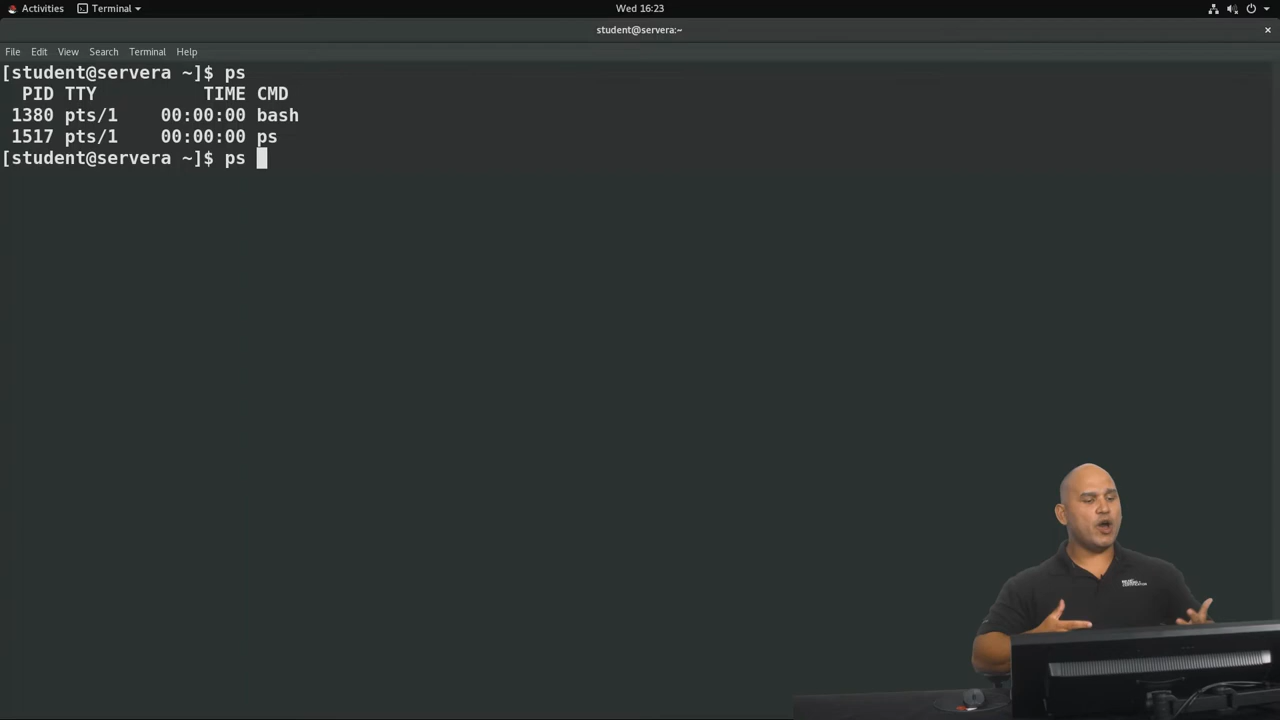 Activities Terminal Wed 16:23
student@servera:~
File Edit View Search Terminal Help
[student@servera ~]$ ps
PID TTY TIME CMD
1380 pts/1 00:00:00 bash
1517 pts/1 00:00:00 ps
[student@servera ~]$ ps